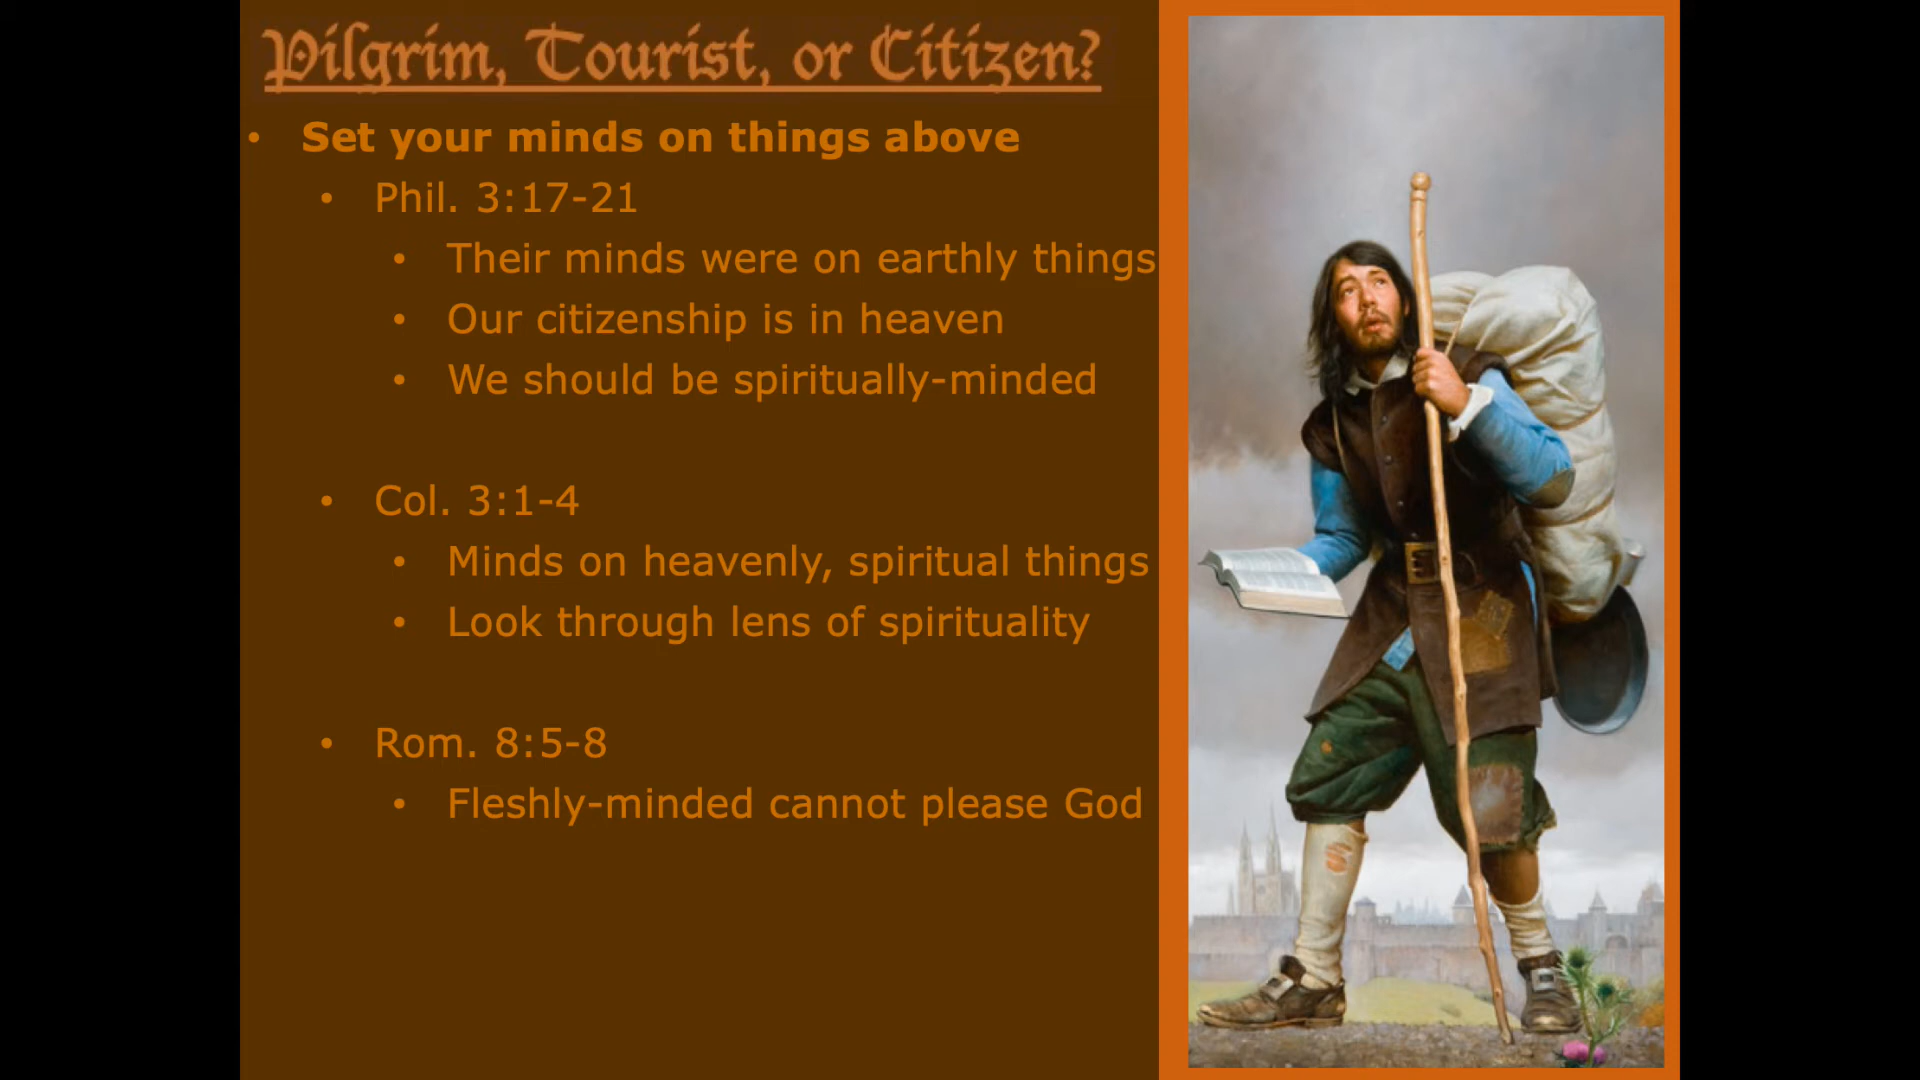 Pilgrim, Tourist, or Citizen?
• Set your minds on things above
• Phil. 3:17-21
• Their minds were on earthly things
• Our citizenship is in heaven
• We should be spiritually-minded
• Col. 3:1-4
• Minds on heavenly, spiritual things
• Look through lens of spirituality
• Rom. 8:5-8
• Fleshly-minded cannot please God